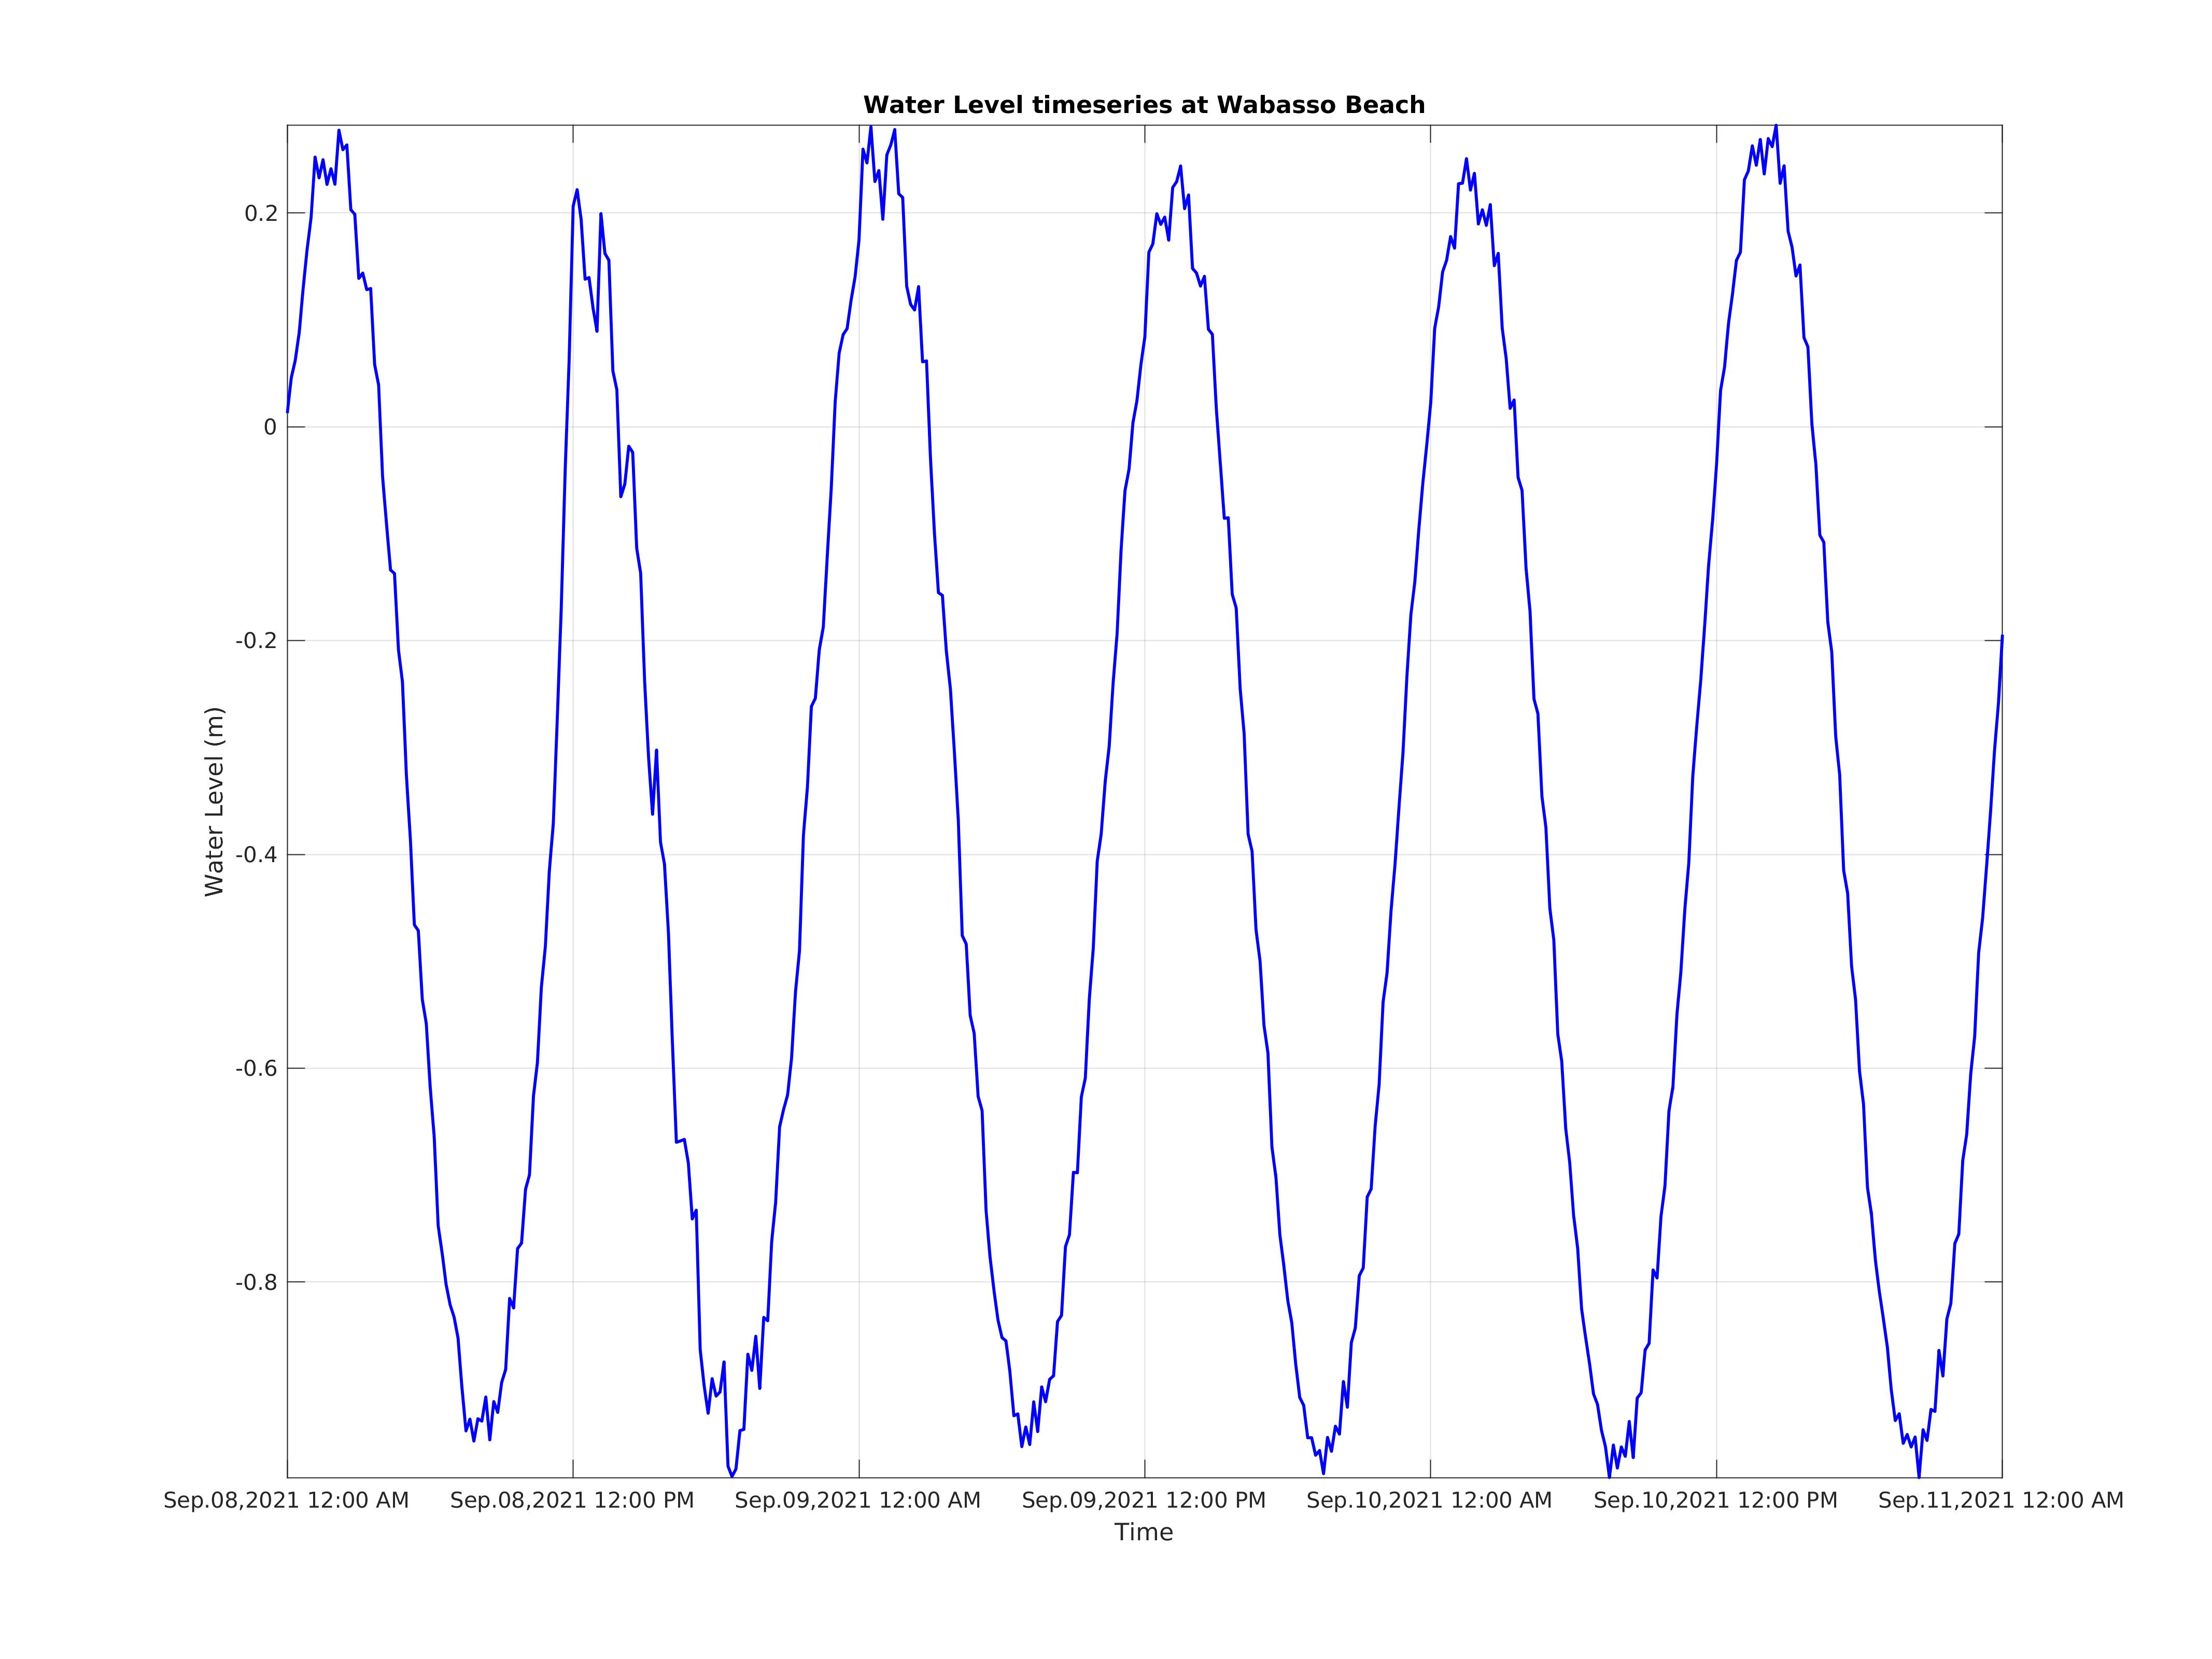 Water Level timeseries at Wabasso Beach
0.2
0
-0.2
-0.4
-0.6
-0.8
Water Level (m)
Sep.08,2021 12:00 AM
Sep.08,2021 12:00 PM
Sep.09,2021 12:00 AM
Sep.09,2021 12:00 PM
Sep.10,2021 12:00 AM
Sep.10,2021 12:00 PM
Sep.11,2021 12:00 AM
Time